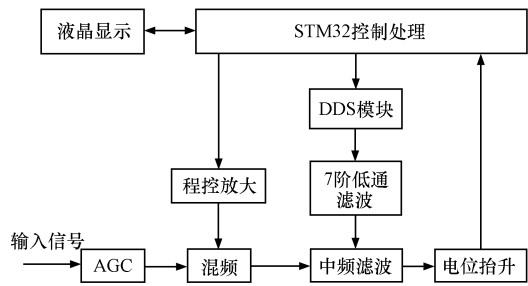 液晶显示
STM32控制处理
DDS模块
程控放大
7阶低通
滤波
输入信号
AGC
混频
中频滤波
电位抬升